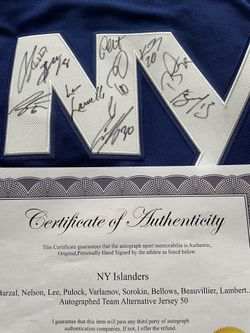 NY
Certificate of Authenticity
This Certificate guarantees that the autograph sport memorabilia is Authentic,
Original,Personally Hand Signed by the athlete as listed below.
NY Islanders
Barzal, Nelson, Lee, Pulock, Varlamov, Sorokin, Bellows, Beauvillier, Lambert.
Autographed Team Alternative Jersey 50
I guarantee that this item will pass any third party of autograph
authentication companies. If not, I offer the full refund.